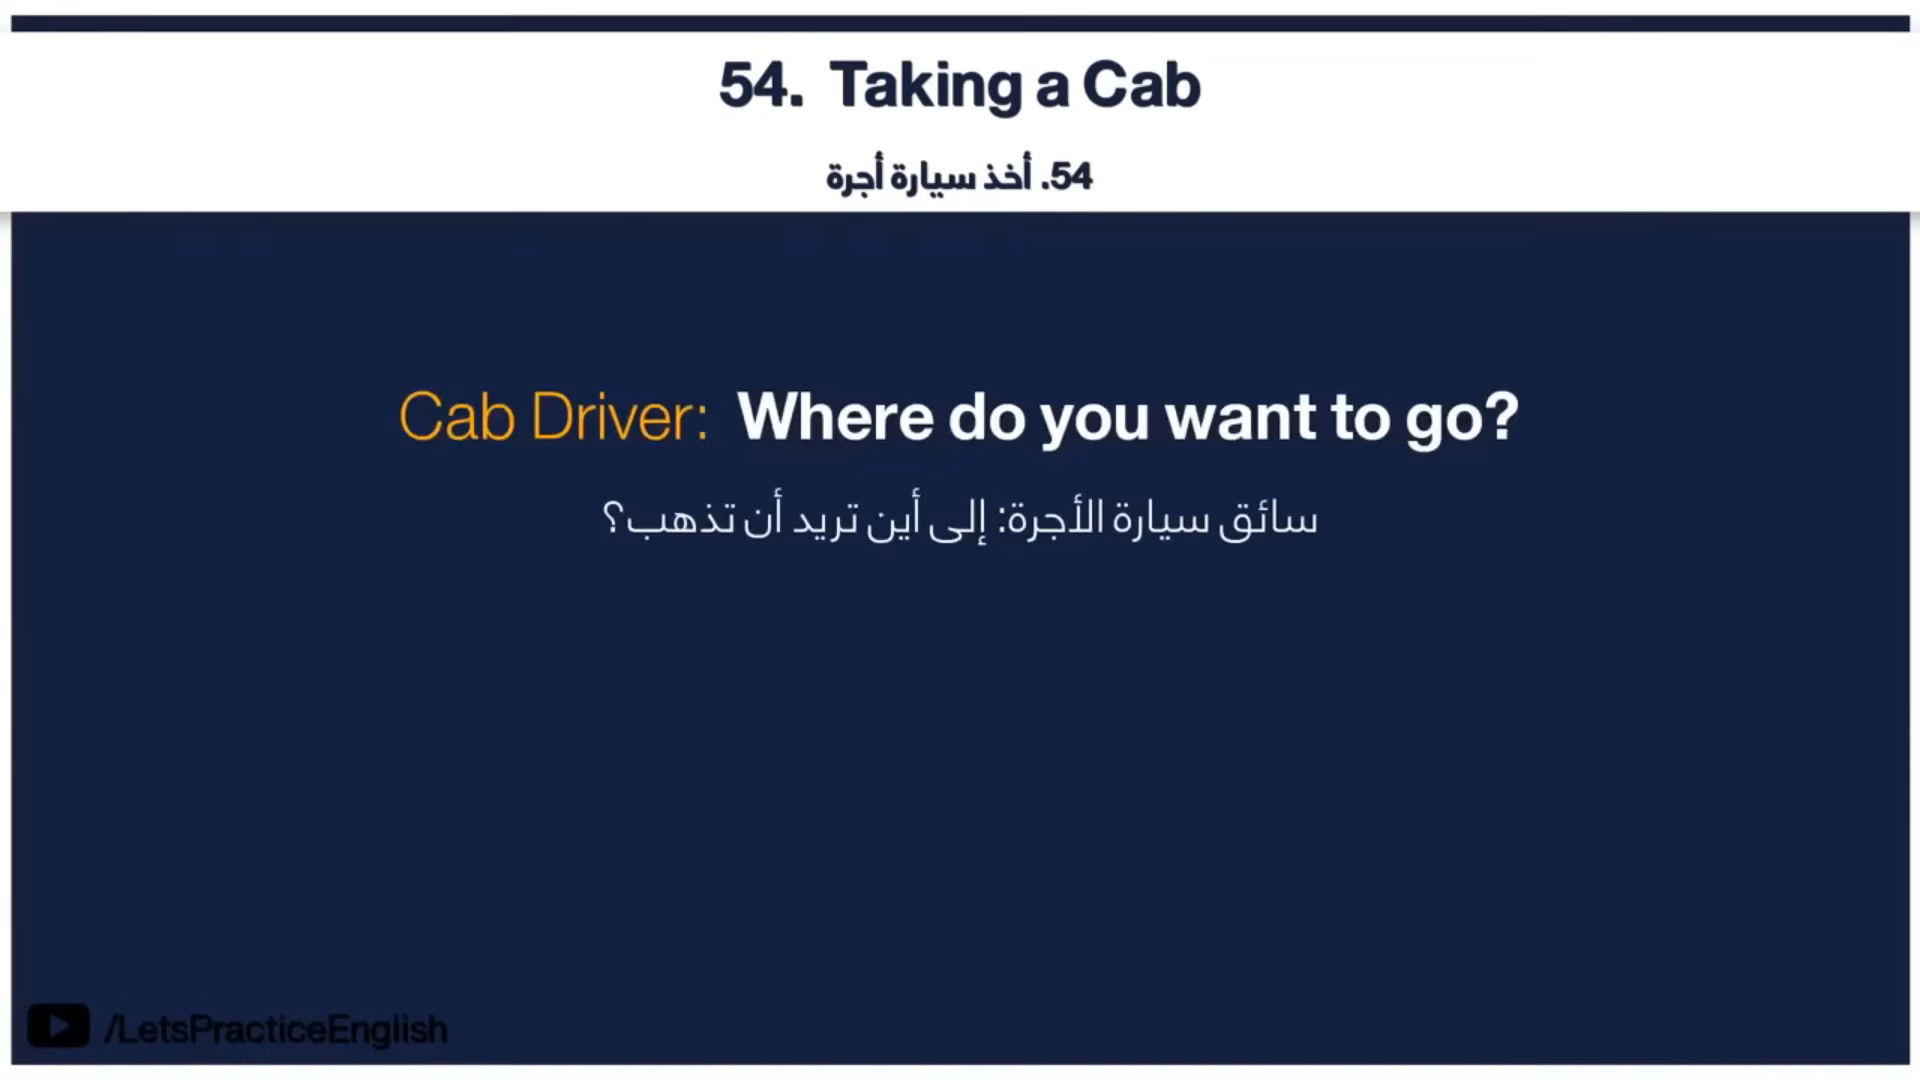 54. Taking a Cab
54. أخذ سيارة أجرة
Cab Driver: Where do you want to go?
سائق سيارة الأجرة: إلى أين تريد أن تذهب؟
/LetsPracticeEnglish